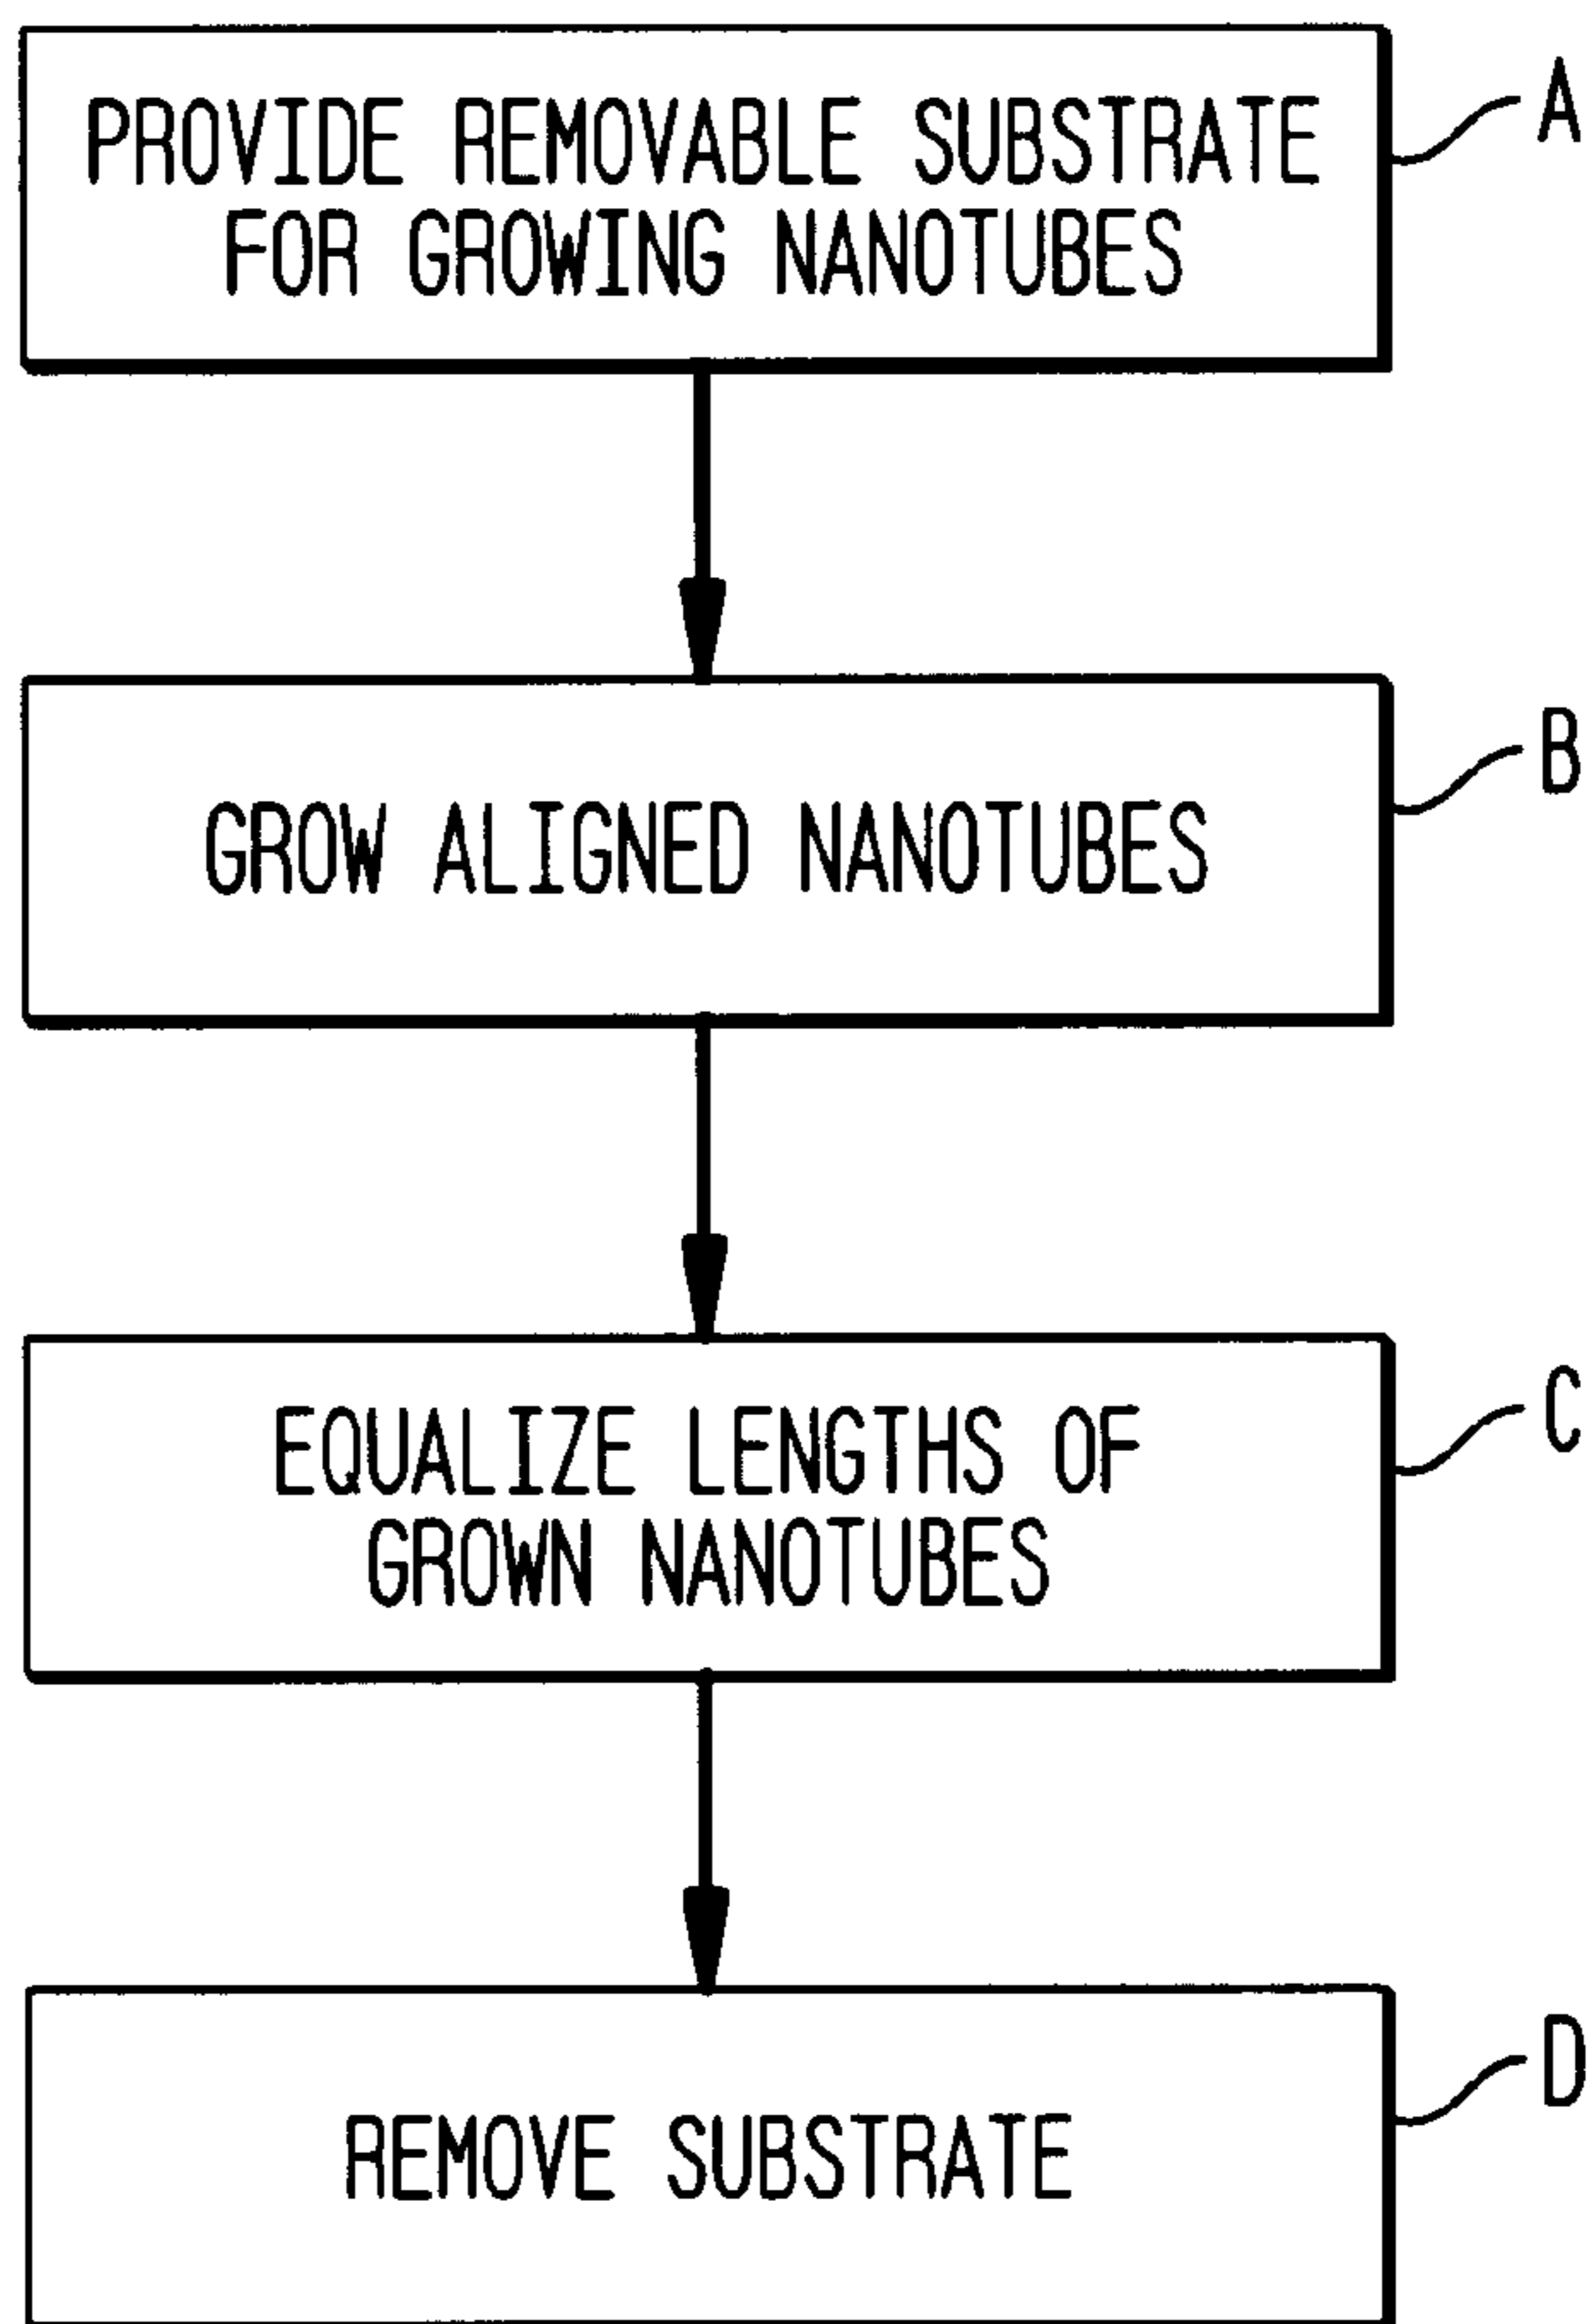 PROVIDE REMOVABLE SUBSTRATE
FOR GROWING NANOTUBES
A
GROW ALIGNED NANOTUBES
B
EQUALIZE LENGTHS OF
GROWN NANOTUBES
C
REMOVE SUBSTRATE
D